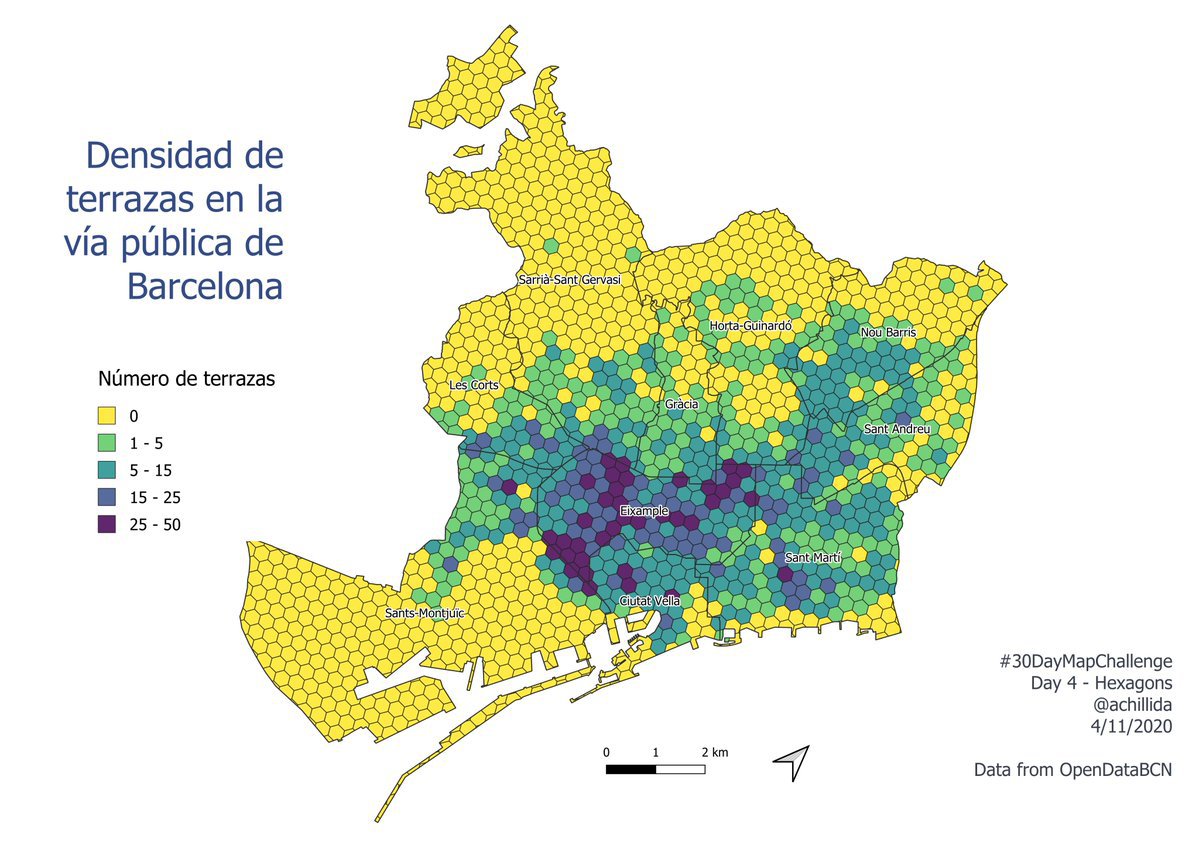 Densidad de
terrazas en la
vía pública de
Barcelona
Número de terrazas
0
1 - 5
5 - 15
15 - 25
25 - 50
Sarrià-Sant Gervasi
Horta-Guinardó
Nou Barris
Les Corts
Gràcia
Sant Andreu
Eixample
Sant Martí
Ciutat Vella
Sants-Montjuïc
0 1 2 km
#30DayMapChallenge
Day 4 - Hexagons
@achillida
4/11/2020
Data from OpenDataBCN